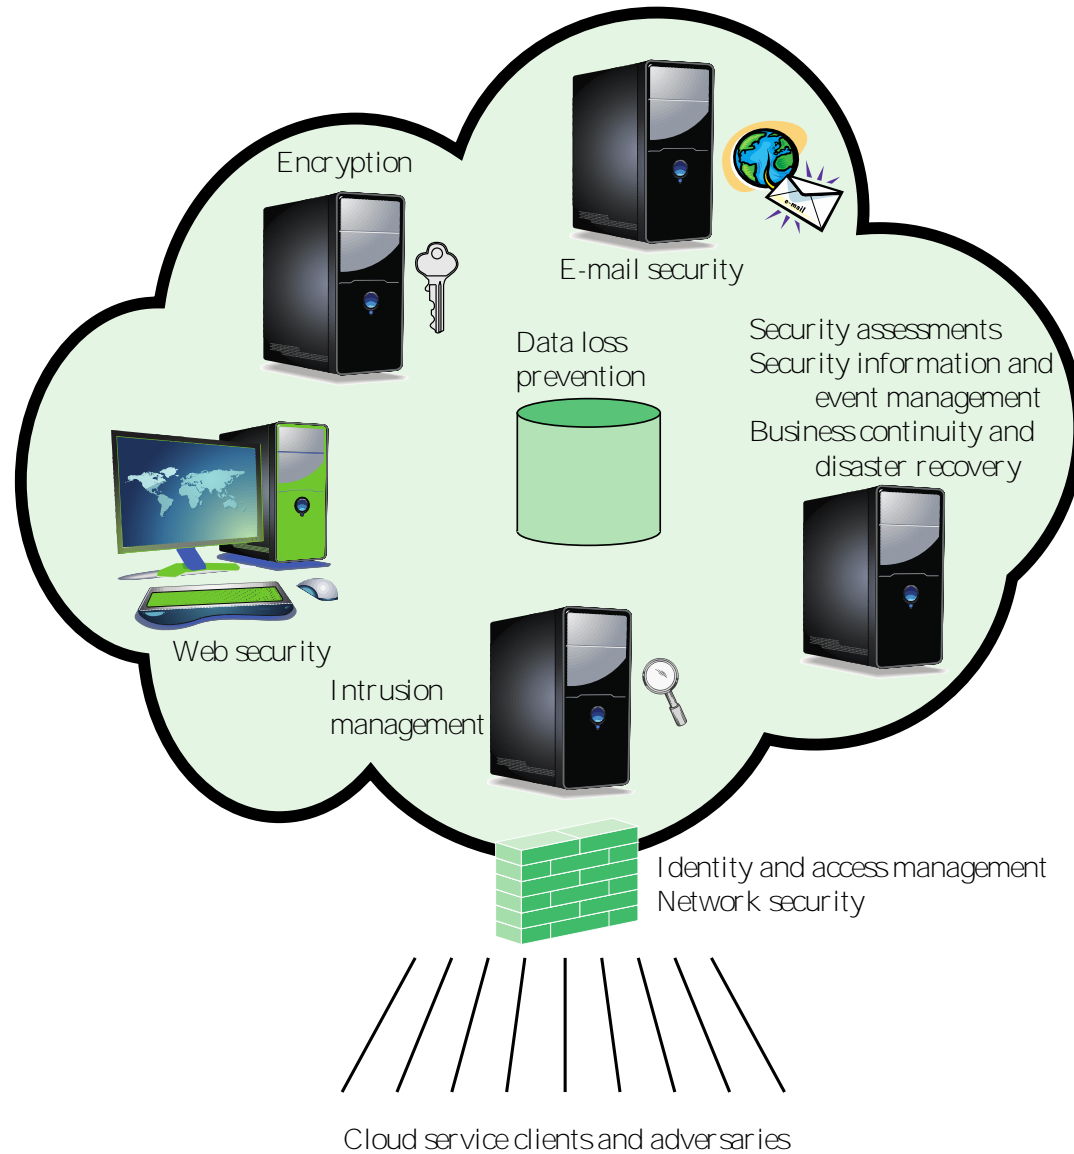 Encryption
e-mail
E-mail security
Data loss
prevention
Security assessments
Security information and
event management
Business continuity and
disaster recovery
Web security
Intrusion
management
Identity and access management
Network security
Cloud service clients and adversaries